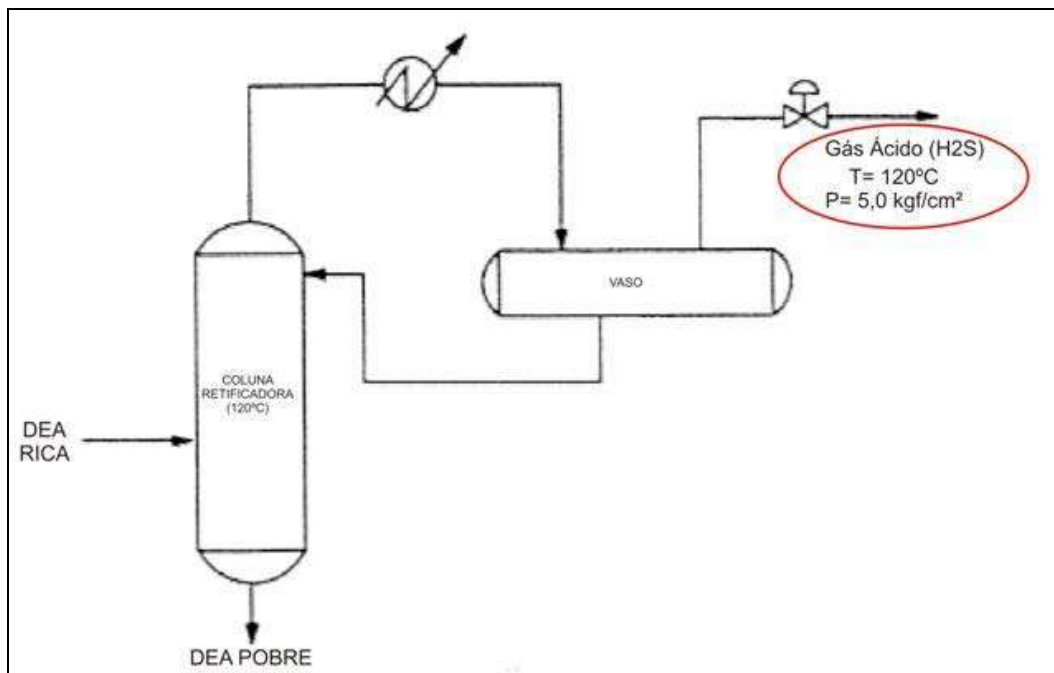 Gás Ácido (H2S)
T= 120ºC
P= 5,0 kgf/cm²
VASO
COLUNA
RETIFICADORA
(120ºC)
DEA
RICA
DEA POBRE